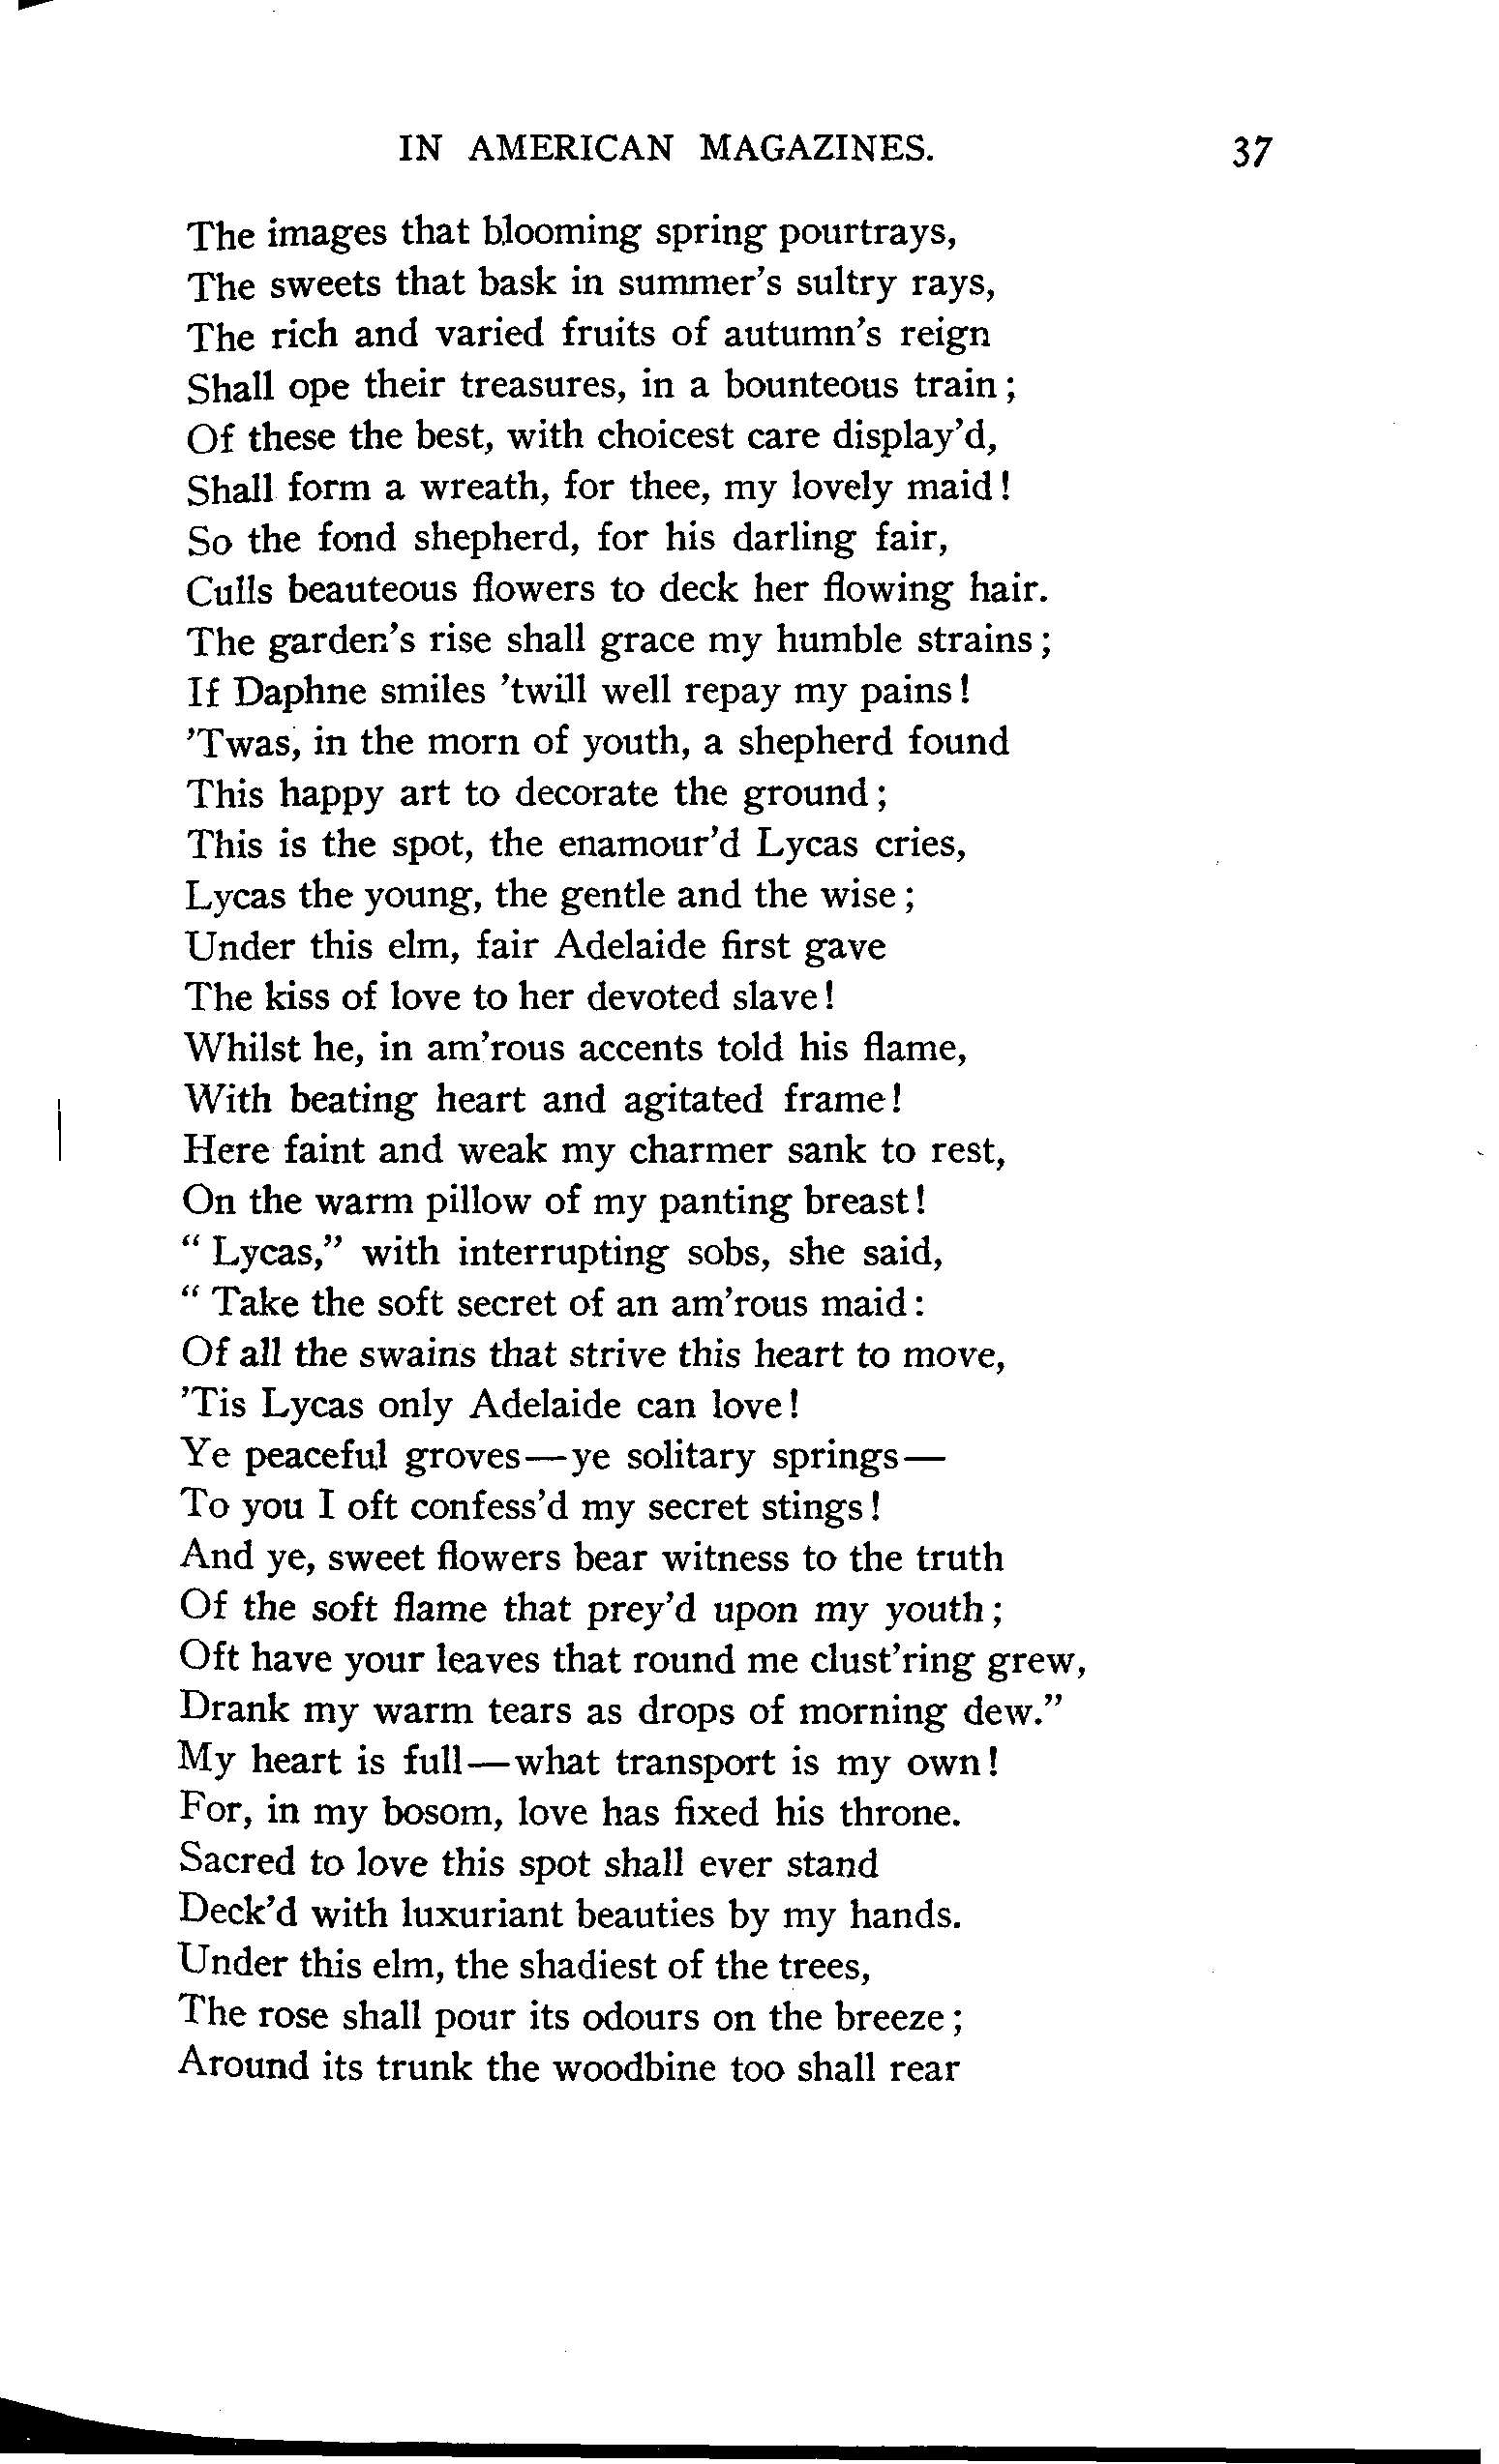 IN AMERICAN MAGAZINES. 37
The images that blooming spring pourtrays,
The sweets that bask in summer's sultry rays,
The rich and varied fruits of autumn's reign
Shall ope their treasures, in a bounteous train;
Of these the best, with choicest care display'd,
Shall form a wreath, for thee, my lovely maid!
So the fond shepherd, for his darling fair,
Culls beauteous flowers to deck her flowing hair.
The garden's rise shall grace my humble strains;
If Daphne smiles 'twill well repay my pains!
'Twas, in the morn of youth, a shepherd found
This happy art to decorate the ground;
This is the spot, the enamour'd Lycas cries,
Lycas the young, the gentle and the wise;
Under this elm, fair Adelaide first gave
The kiss of love to her devoted slave!
Whilst he, in am'rous accents told his flame,
With beating heart and agitated frame!
Here faint and weak my charmer sank to rest,
On the warm pillow of my panting breast!
"Lycas," with interrupting sobs, she said,
"Take the soft secret of an am'rous maid:
Of all the swains that strive this heart to move,
'Tis Lycas only Adelaide can love!
Ye peaceful groves—ye solitary springs—
To you I oft confess'd my secret stings!
And ye, sweet flowers bear witness to the truth
Of the soft flame that prey'd upon my youth;
Oft have your leaves that round me clust'ring grew,
Drank my warm tears as drops of morning dew."
My heart is full—what transport is my own!
For, in my bosom, love has fixed his throne.
Sacred to love this spot shall ever stand
Deck'd with luxuriant beauties by my hands.
Under this elm, the shadiest of the trees,
The rose shall pour its odours on the breeze;
Around its trunk the woodbine too shall rear